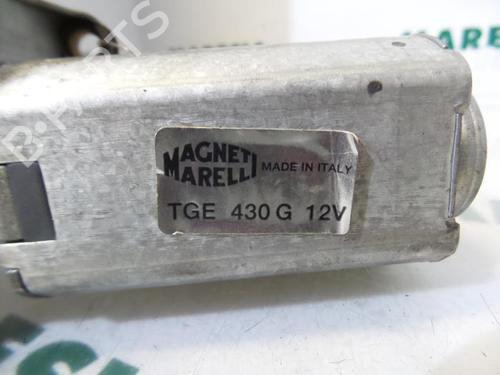 MAGNETI
MARELLI
MADE IN ITALY
TGE 430 G 12V
B-PARTS